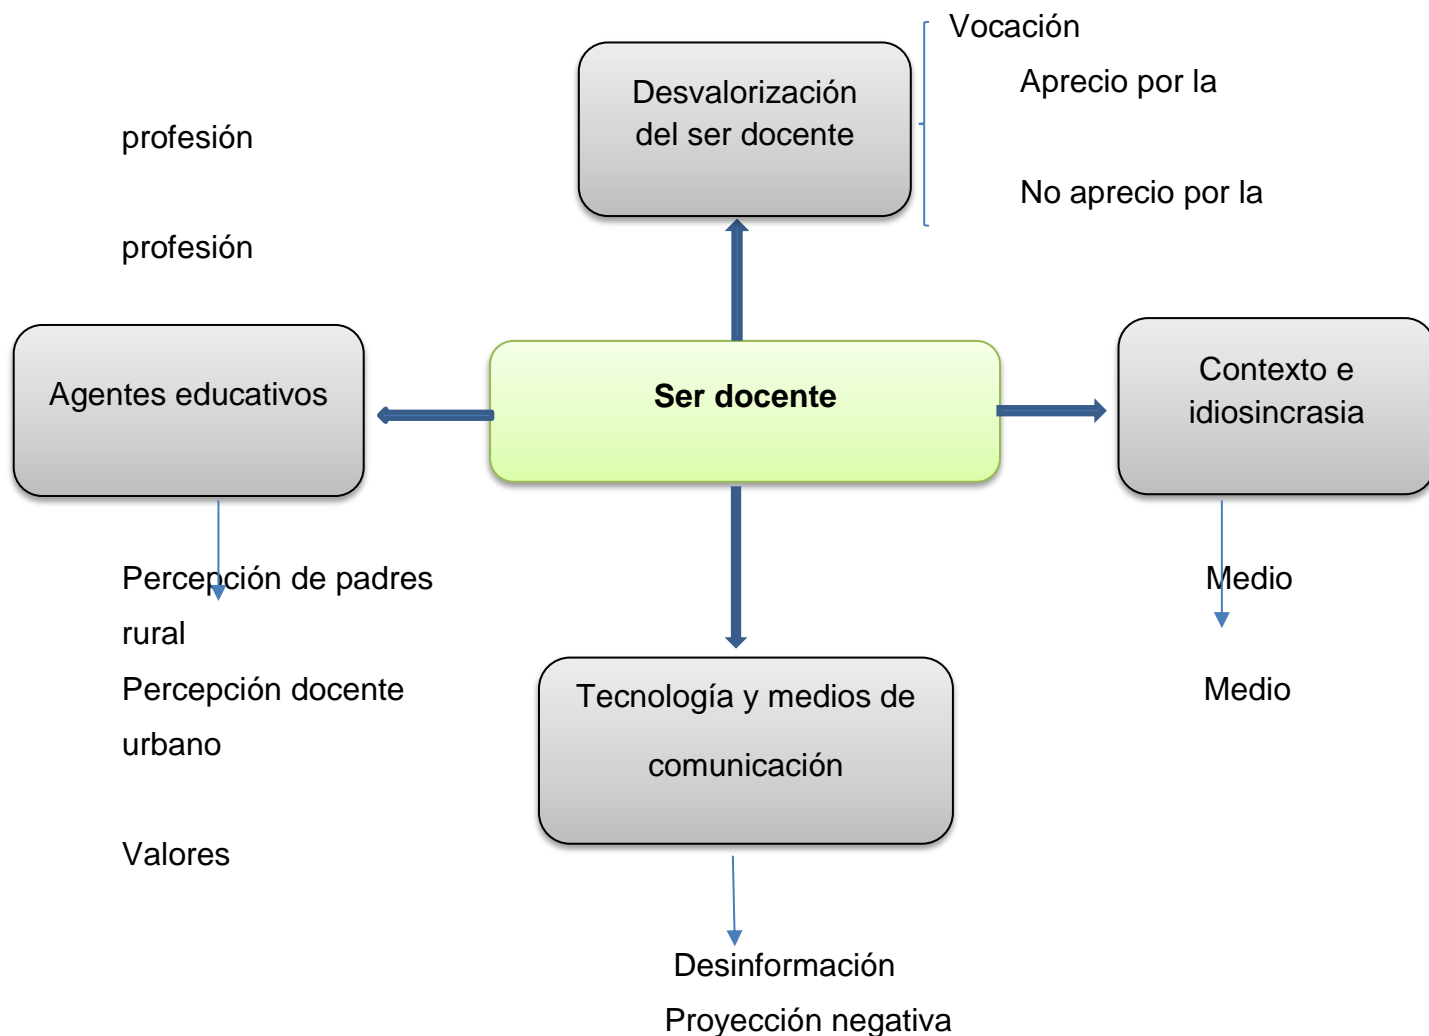 Vocación
Desvalorización
del ser docente
Aprecio por la
profesión
No aprecio por la
profesión
Agentes educativos
Ser docente
Contexto e
idiosincrasia
Percepción de padres
Medio
rural
Percepción docente
Medio
urbano
Tecnología y medios de
comunicación
Valores
Desinformación
Proyección negativa